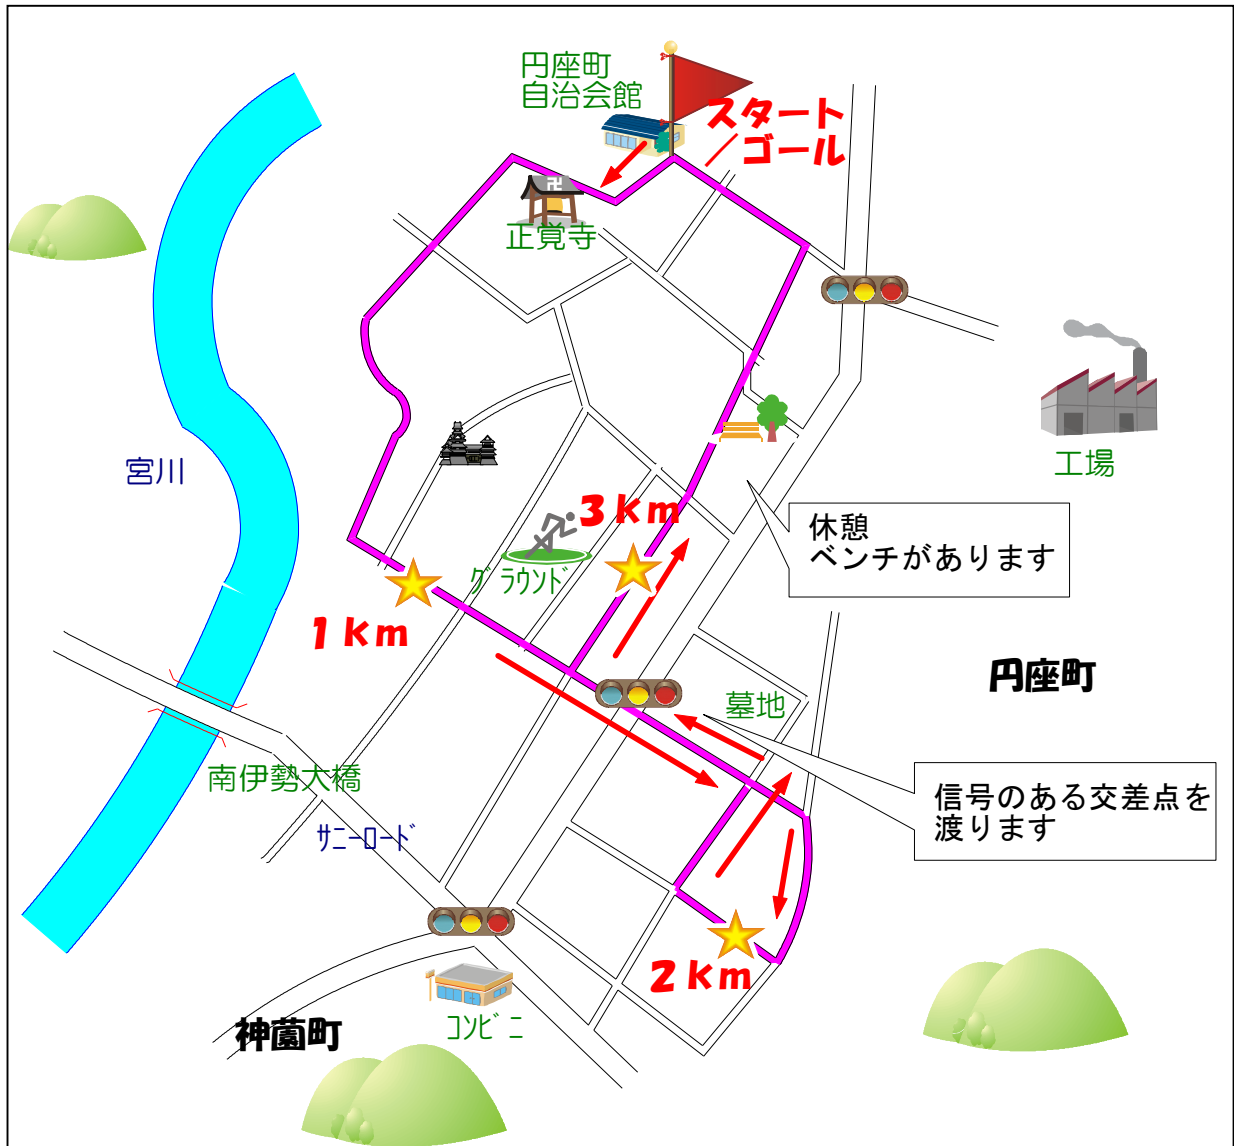 円座町
自治会館
スタート
ゴール
卍
正覚寺
宮川
工場
3km
休憩
ベンチがあります
グラウンド
1km
円座町
墓地
南伊勢大橋
信号のある交差点を
渡ります
サニーロード
2km
神薗町
コンビニ